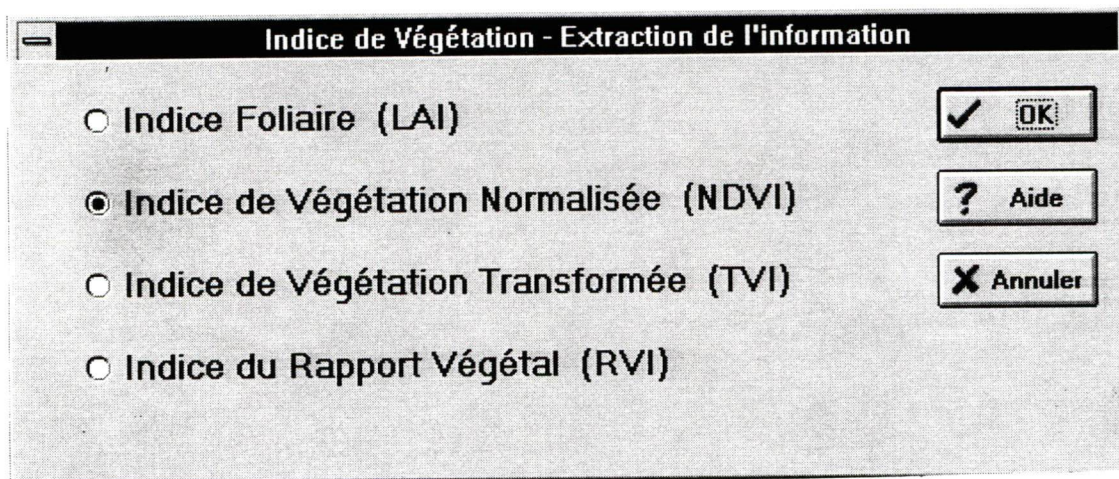 Indice de Végétation - Extraction de l'information
Indice Foliaire (LAI)
OK
Indice de Végétation Normalisée (NDVI)
? Aide
Indice de Végétation Transformée (TVI)
Annuler
Indice du Rapport Végétal (RVI)